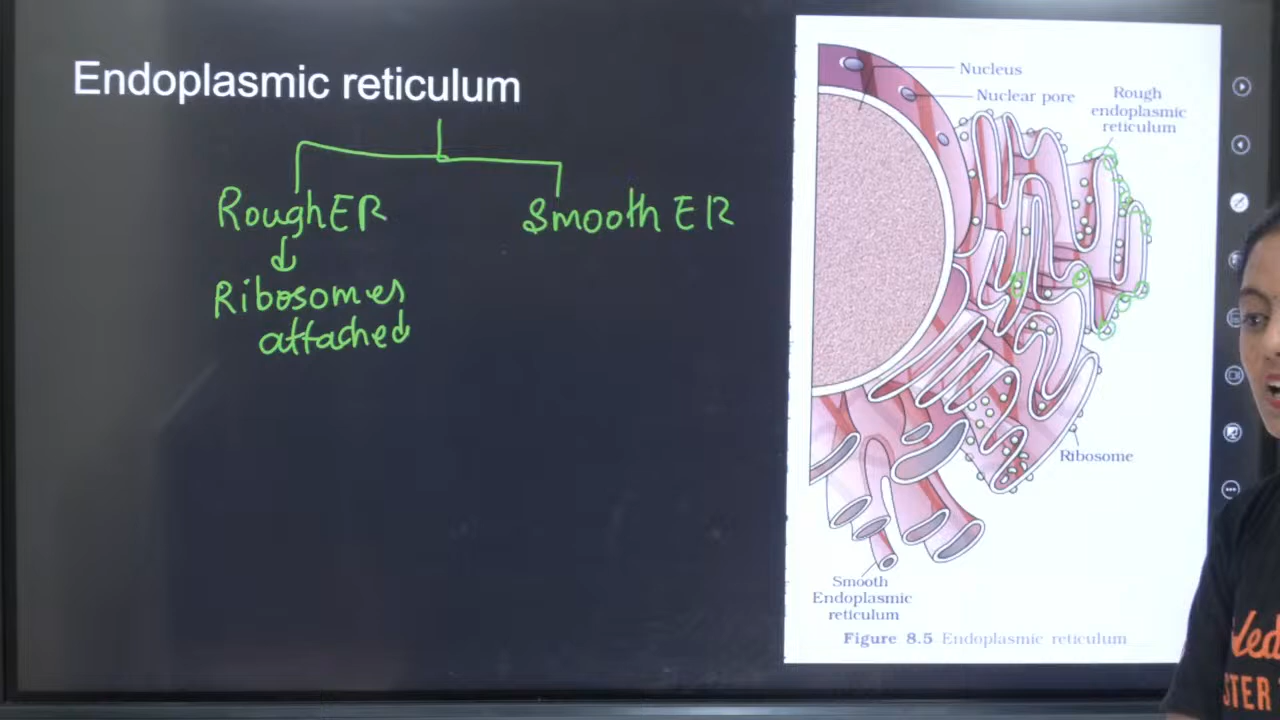 Endoplasmic reticulum
Rough ER
Smooth ER
Ribosomes
attached
Nucleus
Nuclear pore
Rough
endoplasmic
reticulum
Ribosome
Smooth
Endoplasmic
reticulum
Figure 8.5 Endoplasmic reticulum